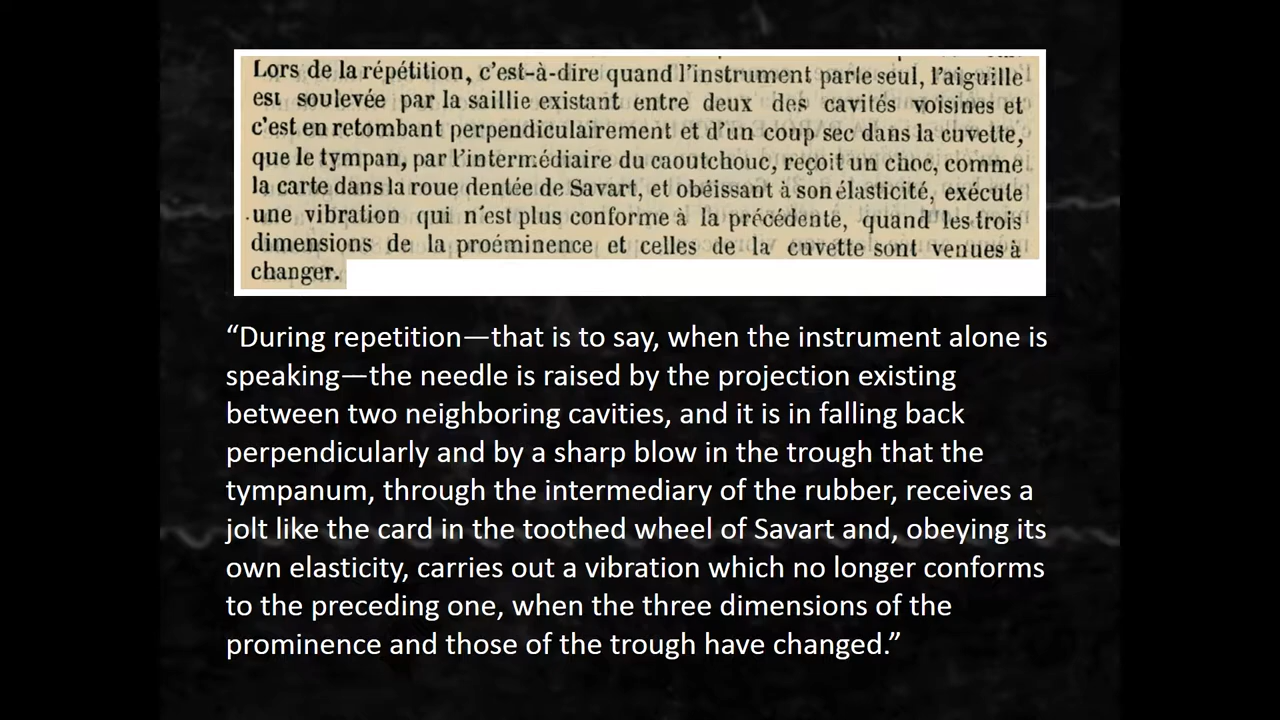 Lors de la répétition, c'est-à-dire quand l'instrument parle seul, l'aiguille
est soulevée par la saillie existant entre deux des cavités voisines et
c'est en retombant perpendiculairement et d'un coup sec dans la cuvette,
que le tympan, par l'intermédiaire du caoutchouc, reçoit un choc, comme
la carte dans la roue dentée de Savart, et obéissant à son élasticité, exécute
une vibration qui n'est plus conforme à la précédente, quand les trois
dimensions de la proéminence et celles de la cuvette sont venues à
changer.
“During repetition—that is to say, when the instrument alone is
speaking—the needle is raised by the projection existing
between two neighboring cavities, and it is in falling back
perpendicularly and by a sharp blow in the trough that the
tympanum, through the intermediary of the rubber, receives a
jolt like the card in the toothed wheel of Savart and, obeying its
own elasticity, carries out a vibration which no longer conforms
to the preceding one, when the three dimensions of the
prominence and those of the trough have changed.”